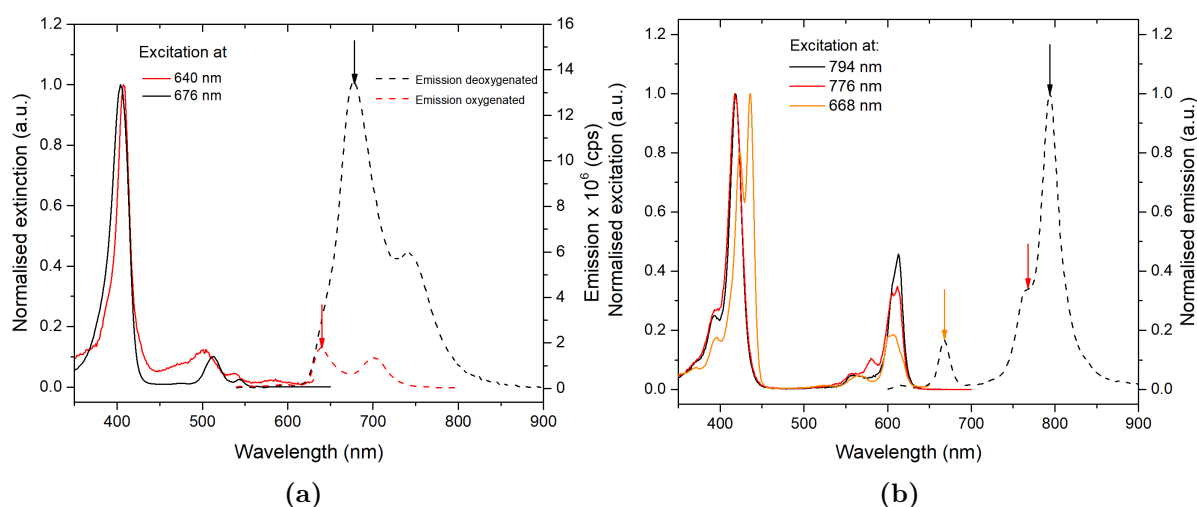 Normalised extinction (a.u.)
1.2
1.0
0.8
0.6
0.4
0.2
0.0
Excitation at
640 nm
676 nm
Emission deoxygenated
Emission oxygenated
16
14
12
10
8
6
4
2
0
Emission x 10⁶ (cps)
400 500 600 700 800 900
Wavelength (nm)
(a)
Normalised excitation (a.u.)
1.2
1.0
0.8
0.6
0.4
0.2
0.0
Excitation at:
794 nm
776 nm
668 nm
1.2
1.0
0.8
0.6
0.4
0.2
0.0
Normalised emission (a.u.)
400 500 600 700 800 900
Wavelength (nm)
(b)